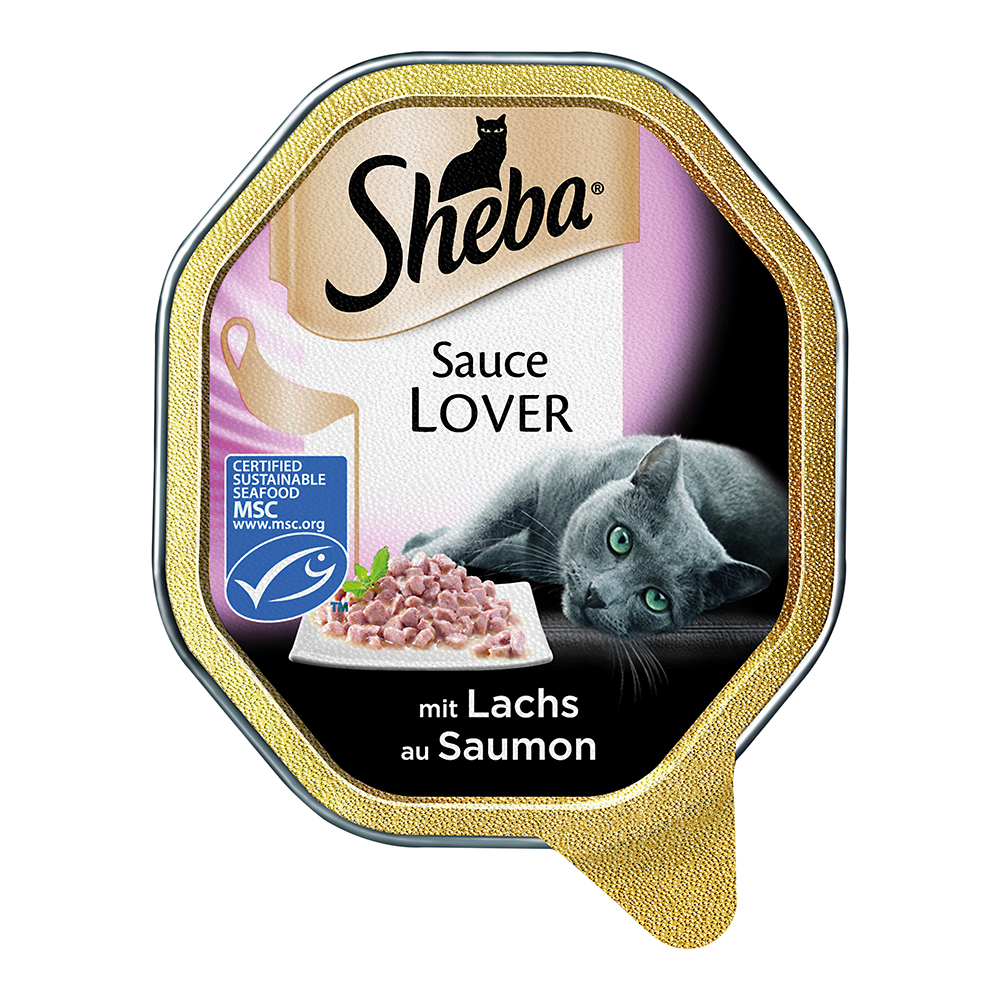 Sheba®
Sauce
LOVER
CERTIFIED
SUSTAINABLE
SEAFOOD
MSC
www.msc.org
TM
mit Lachs
au Saumon